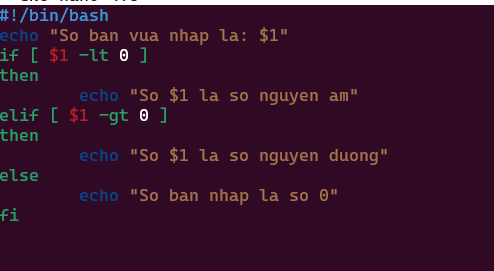 #!/bin/bash
echo "So ban vua nhap la: $1"
if [ $1 -lt 0 ]
then
        echo "So $1 la so nguyen am"
elif [ $1 -gt 0 ]
then
        echo "So $1 la so nguyen duong"
else
        echo "So ban nhap la so 0"
fi